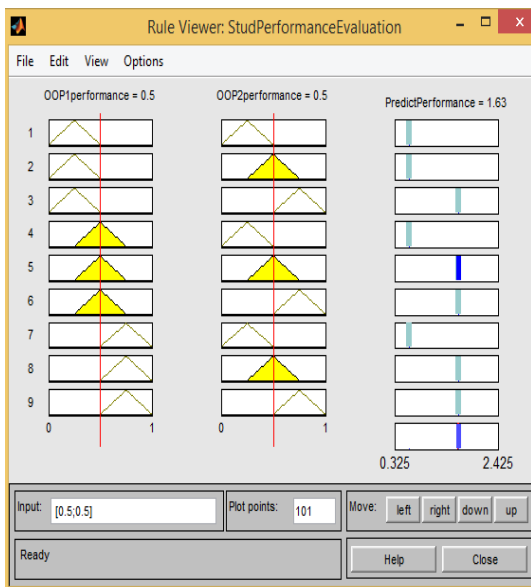 Rule Viewer: StudPerformanceEvaluation
File Edit View Options
OOP1performance = 0.5 OOP2performance = 0.5 PredictPerformance = 1.63
1
2
3
4
5
6
7
8
9
0 1 0 1
0.325 2.425
Input: [0.5;0.5] Plot points: 101 Move: left right down up
Ready Help Close